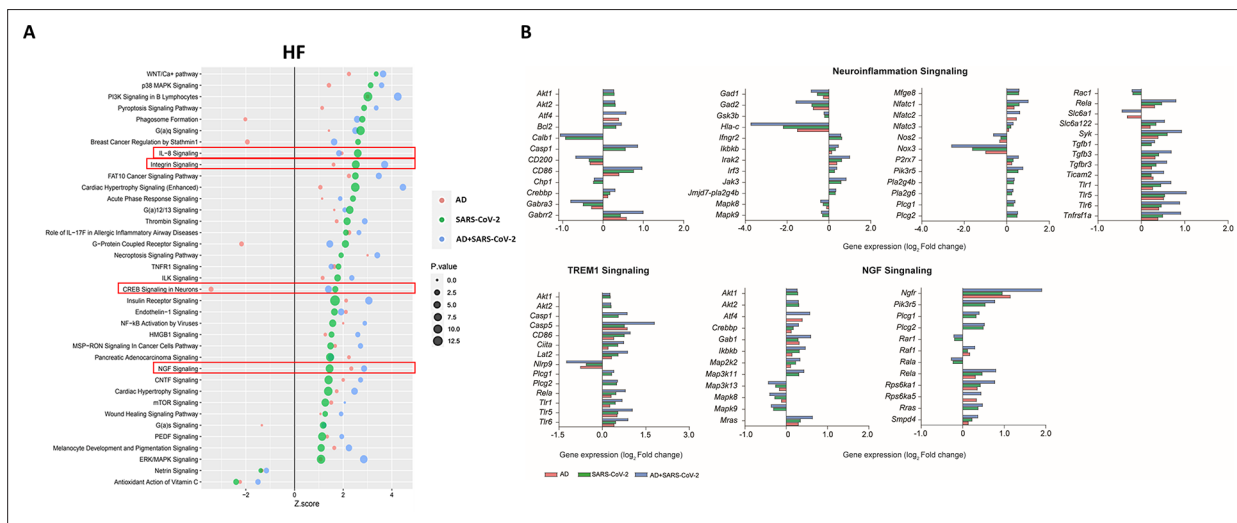 A
HF
WNT/Ca+ pathway
p38 MAPK Signaling
PI3K Signaling in B Lymphocytes
Pyroptosis Signaling Pathway
Phagosome Formation
G(a)q Signaling
Breast Cancer Regulation by Stathmin1
IL-8 Signaling
Integrin Signaling
FAT10 Cancer Signaling Pathway
Cardiac Hypertrophy Signaling (Enhanced)
Acute Phase Response Signaling
G(a)12/13 Signaling
Thrombin Signaling
Role of IL-17F in Allergic Inflammatory Airway Diseases
G-Protein Coupled Receptor Signaling
Necroptosis Signaling Pathway
TNFR1 Signaling
ILK Signaling
CREB Signaling in Neurons
Insulin Receptor Signaling
Endothelin-1 Signaling
NF-kB Activation by Viruses
HMGB1 Signaling
MSP-RON Signaling In Cancer Cells Pathway
Pancreatic Adenocarcinoma Signaling
NGF Signaling
CNTF Signaling
Cardiac Hypertrophy Signaling
mTOR Signaling
Wound Healing Signaling Pathway
G(a)s Signaling
PEDF Signaling
Melanocyte Development and Pigmentation Signaling
ERK/MAPK Signaling
Netrin Signaling
Antioxidant Action of Vitamin C
−2 0 2 4
Z.score
AD
SARS-CoV-2
AD+SARS-CoV-2
P.value
0.0
2.5
5.0
7.5
10.0
12.5
B
Neuroinflammation Singnaling
Akt1
Akt2
Atf4
Bcl2
Calb1
Casp1
CD200
CD86
Chp1
Crebbp
Gabra3
Gabrr2
-1.0 0.0 1.0 2.0
Gad1
Gad2
Gsk3b
Hla-c
Ifngr2
Ikbkb
Irak2
Irf3
Jak3
Jmjd7-pla2g4b
Mapk8
Mapk9
-4.0 -2.0 0.0 2.0
Mfge8
Nfatc1
Nfatc2
Nfatc3
Nos2
Nox3
P2rx7
Pik3r5
Pla2g4b
Pla2g6
Plcg1
Plcg2
-4.0 -2.0 0.0 2.0
Rac1
Rela
Slc6a1
Slc6a122
Syk
Tgfb1
Tgfb3
Tgfbr3
Ticam2
Tlr1
Tlr5
Tlr6
Tnfrsf1a
-1.0 0.0 1.0 2.0
Gene expression (log2 Fold change)
Gene expression (log2 Fold change)
TREM1 Singnaling
Akt1
Akt2
Casp1
Casp5
CD86
Ciita
Lat2
Nlrp9
Plcg1
Plcg2
Rela
Tlr1
Tlr5
Tlr6
-1.5 0.0 1.5 3.0
Gene expression (log2 Fold change)
NGF Singnaling
Akt1
Akt2
Atf4
Crebbp
Gab1
Ikbkb
Map2k2
Map3k11
Map3k13
Mapk8
Mapk9
Mras
-1.0 0.0 1.0 2.0
Ngfr
Pik3r5
Plcg1
Plcg2
Rar1
Raf1
Rala
Rela
Rps6ka1
Rps6ka5
Rras
Smpd4
-1.0 0.0 1.0 2.0
Gene expression (log2 Fold change)
AD SARS-CoV-2 AD+SARS-CoV-2